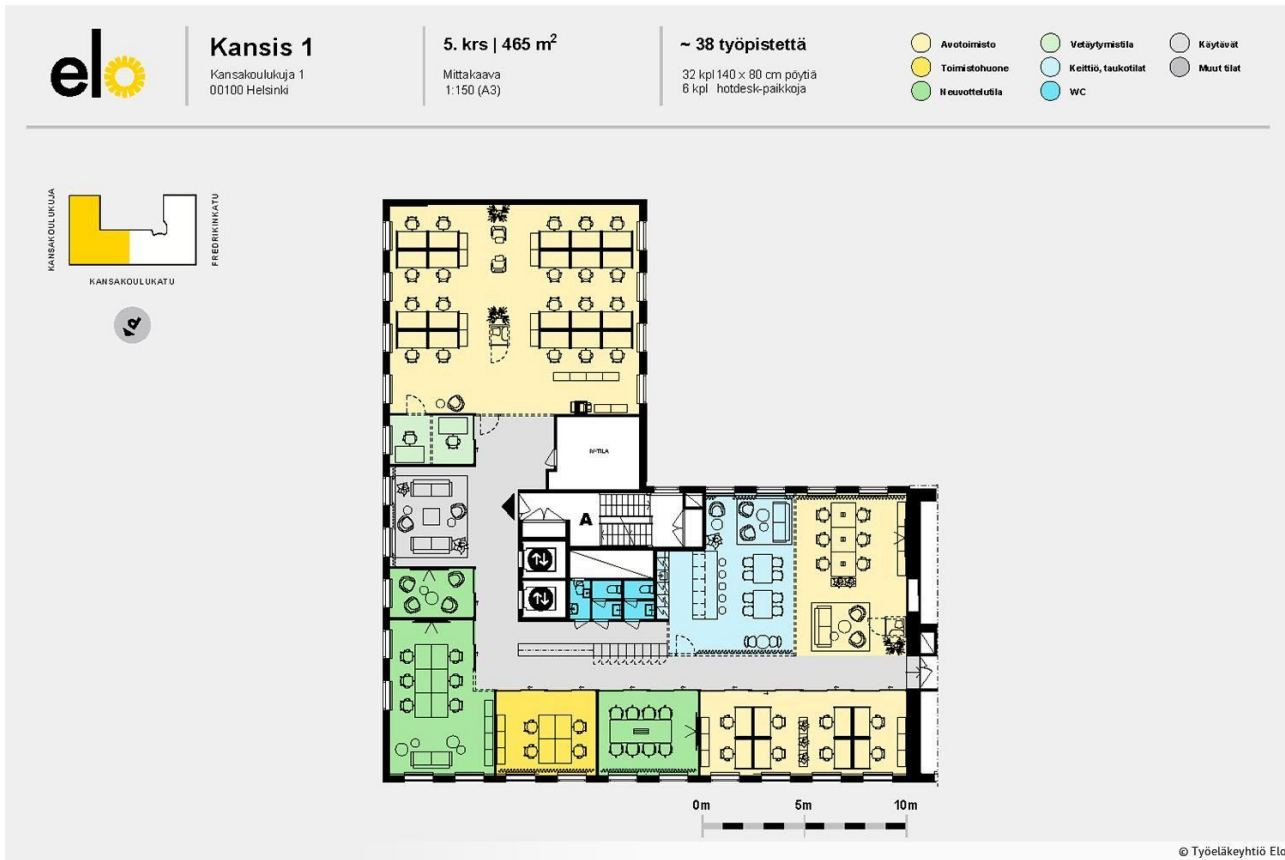 elo
Kansis 1
Kansakoulukuja 1
00100 Helsinki
5. krs | 465 m²
Mittakaava
1:150 (A3)
~ 38 työpistettä
32 kpl 140 x 80 cm pöytiä
6 kpl hotdesk-paikkoja
Avotoimisto
Toimistohuone
Neuvottelutila
Vetäytymistila
Keittiö, taukotilat
WC
Käytävät
Muut tilat
KANSAKOULUKUJA
FREDRIKINKATU
KANSAKOULUKATU
IV-TILA
A
0m 5m 10m
© Työeläkeyhtiö Elo